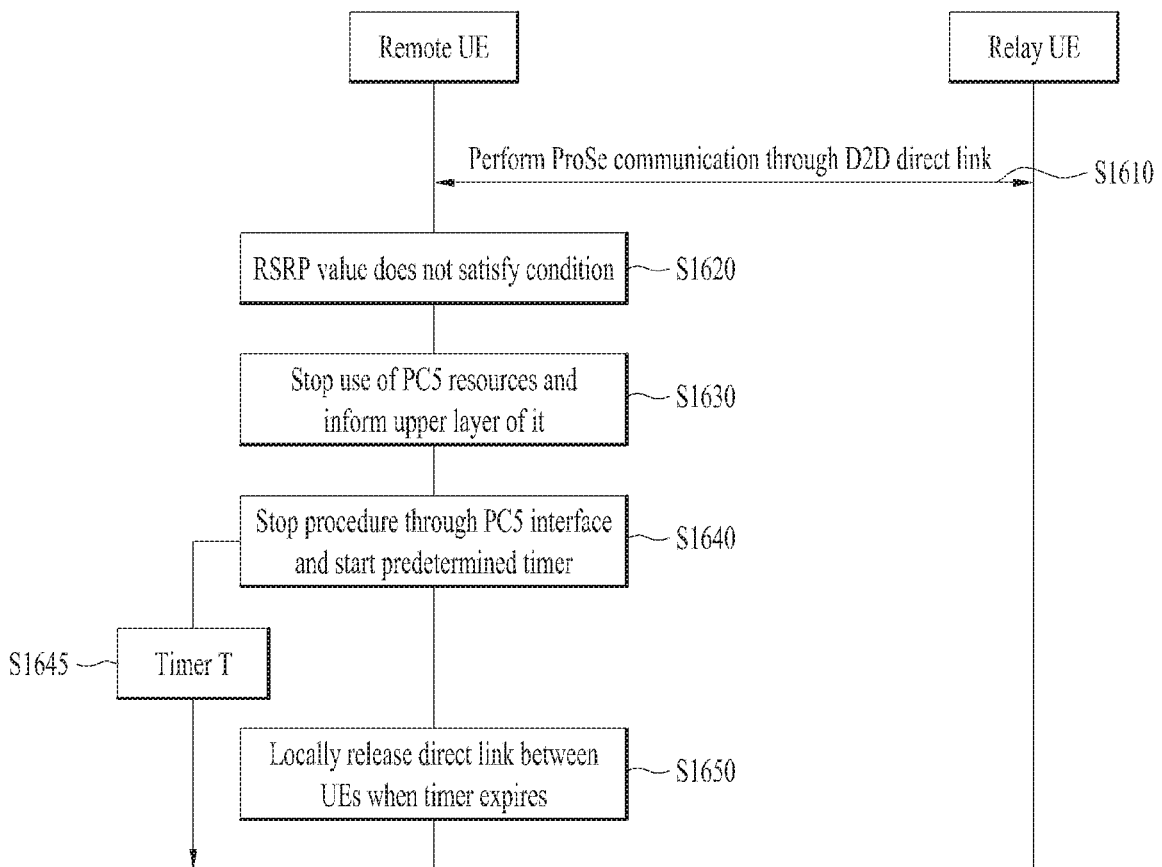 Remote UE
Relay UE
Perform ProSe communication through D2D direct link
S1610
RSRP value does not satisfy condition
S1620
Stop use of PC5 resources and
inform upper layer of it
S1630
Stop procedure through PC5 interface
and start predetermined timer
S1640
S1645
Timer T
Locally release direct link between
UEs when timer expires
S1650